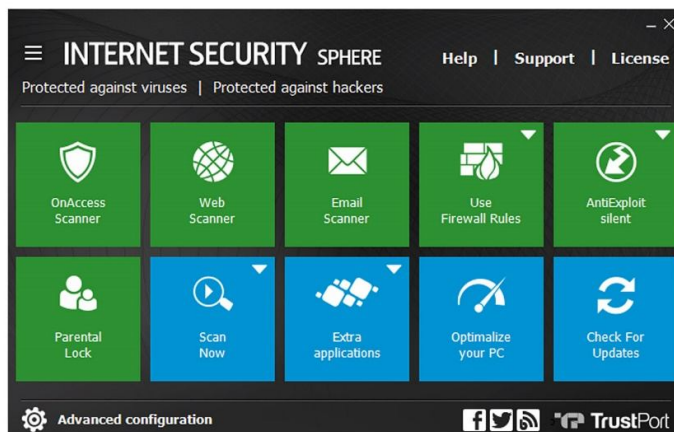 INTERNET SECURITY SPHERE
Help | Support | License
Protected against viruses | Protected against hackers
OnAccess
Scanner
Web
Scanner
Email
Scanner
Use
Firewall Rules
AntiExploit
silent
Parental
Lock
Scan
Now
Extra
applications
Optimalize
your PC
Check For
Updates
Advanced configuration
TrustPort